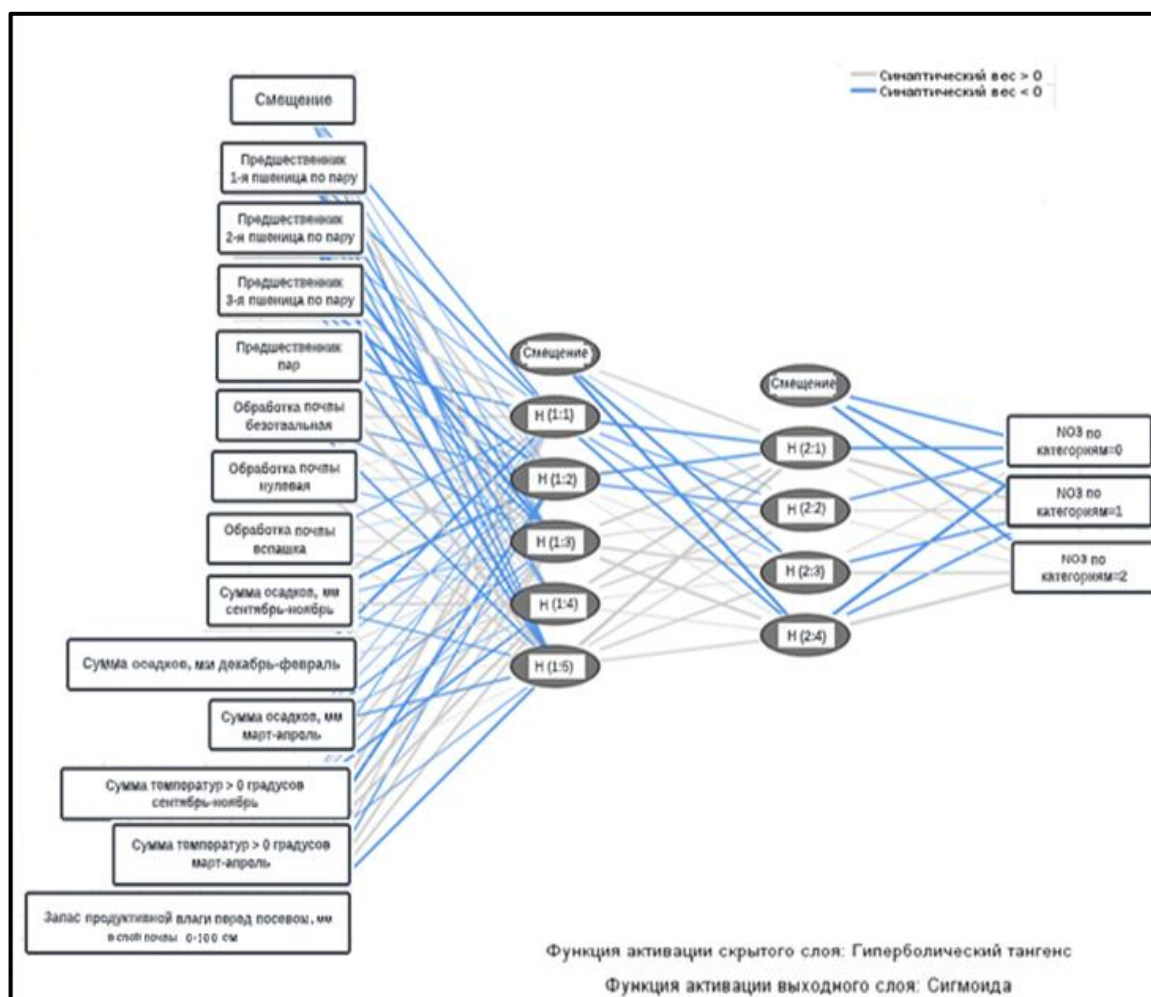 Синаптический вес > 0
Синаптический вес < 0
Смещение
Предшественник
1-я пшеница по пару
Предшественник
2-я пшеница по пару
Предшественник
3-я пшеница по пару
Предшественник
пар
Обработка почвы
безотвальная
Обработка почвы
нулевая
Обработка почвы
вспашка
Сумма осадков, мм
сентябрь-ноябрь
Сумма осадков, мм декабрь-февраль
Сумма осадков, мм
март-апрель
Сумма температур > 0 градусов
сентябрь-ноябрь
Сумма температур > 0 градусов
март-апрель
Запас продуктивной влаги перед посевом, мм
в слой почвы 0-100 см
Смещение
H (1:1)
H (1:2)
H (1:3)
H (1:4)
H (1:5)
Смещение
H (2:1)
H (2:2)
H (2:3)
H (2:4)
NO3 по
категориям=0
NO3 по
категориям=1
NO3 по
категориям=2
Функция активации скрытого слоя: Гиперболический тангенс
Функция активации выходного слоя: Сигмоида